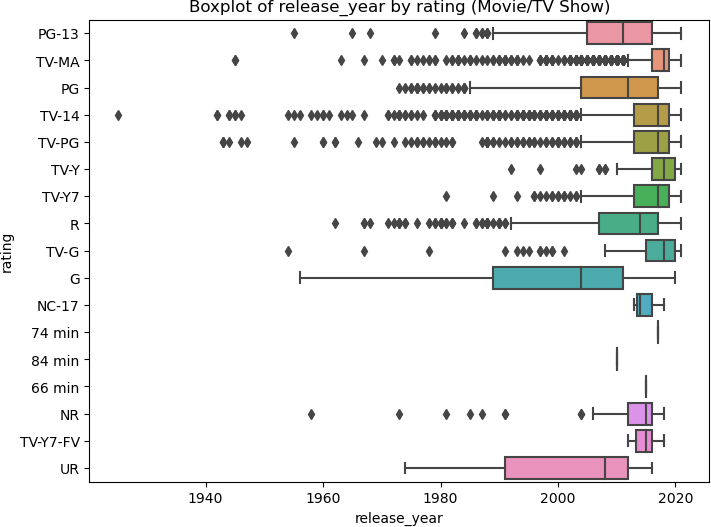 Boxplot of release_year by rating (Movie/TV Show)
PG-13
TV-MA
PG
TV-14
TV-PG
TV-Y
TV-Y7
R
TV-G
G
NC-17
74 min
84 min
66 min
NR
TV-Y7-FV
UR
rating
1940 1960 1980 2000 2020
release_year